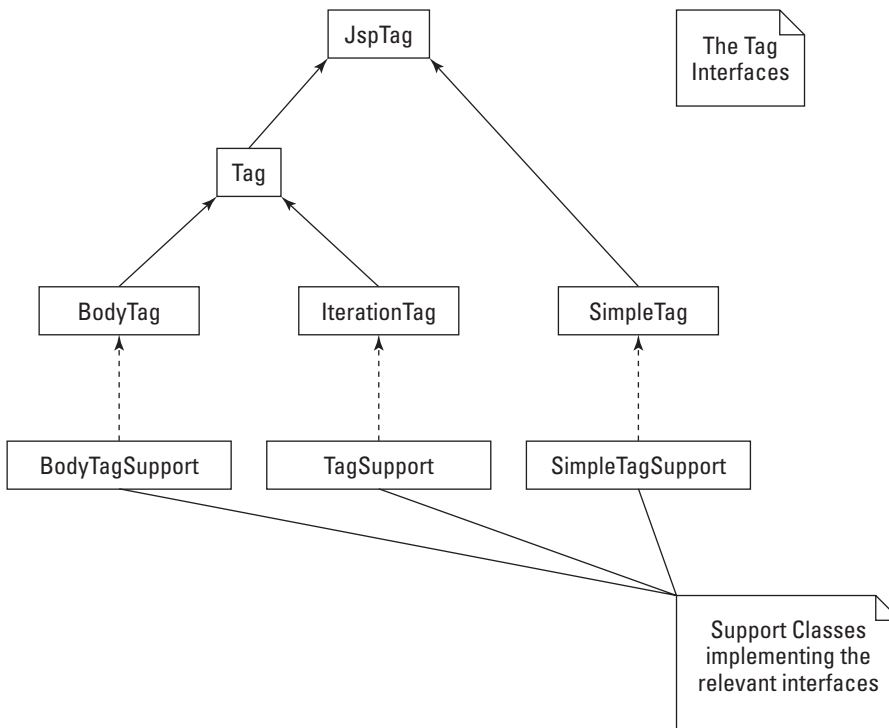 JspTag
The Tag
Interfaces
Tag
BodyTag
IterationTag
SimpleTag
BodyTagSupport
TagSupport
SimpleTagSupport
Support Classes
implementing the
relevant interfaces